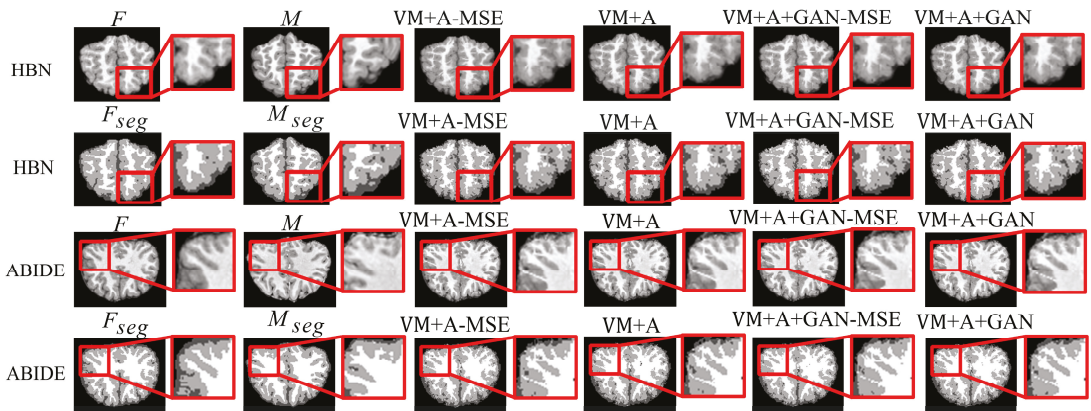 F M VM+A-MSE VM+A VM+A+GAN-MSE VM+A+GAN
HBN
Fseg Mseg VM+A-MSE VM+A VM+A+GAN-MSE VM+A+GAN
HBN
F M VM+A-MSE VM+A VM+A+GAN-MSE VM+A+GAN
ABIDE
Fseg Mseg VM+A-MSE VM+A VM+A+GAN-MSE VM+A+GAN
ABIDE